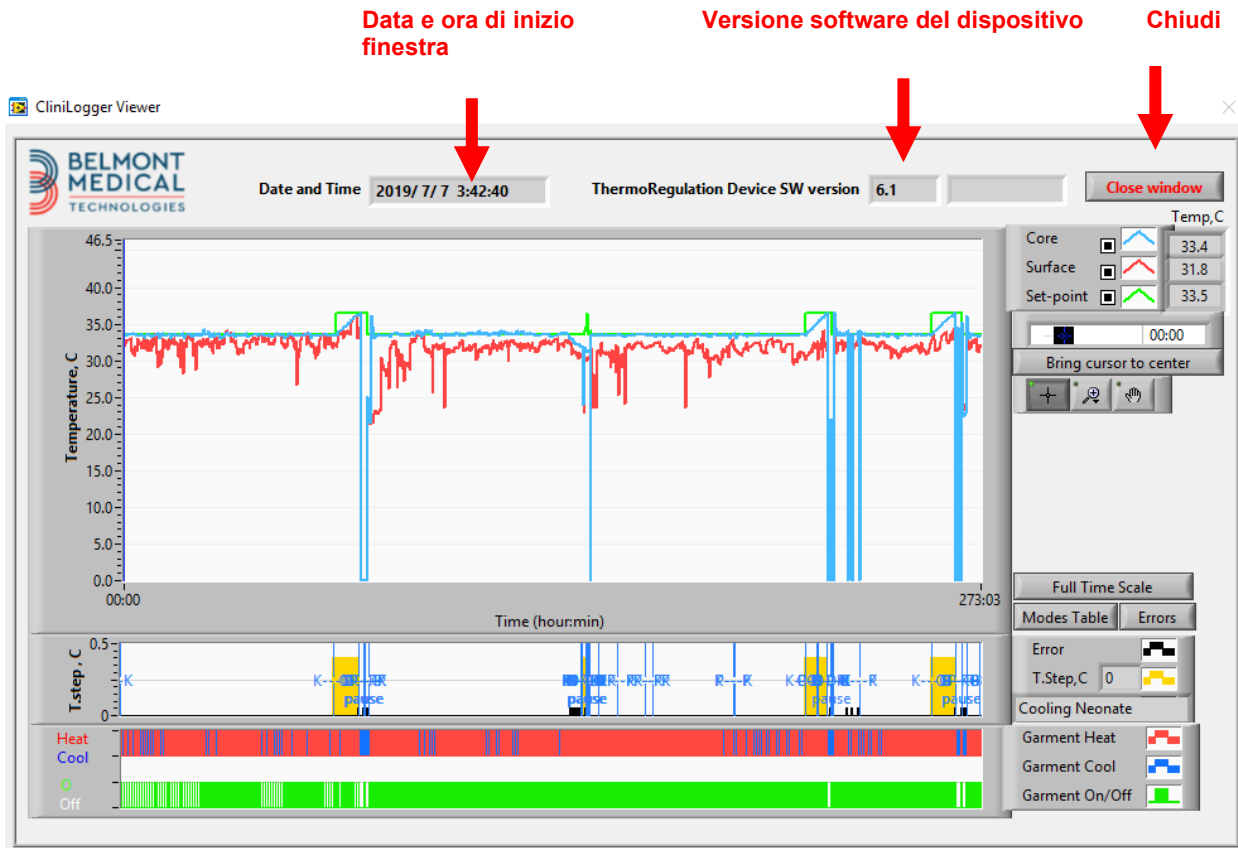 Data e ora di inizio
finestra
Versione software del dispositivo
Chiudi
CliniLogger Viewer
BELMONT
MEDICAL
TECHNOLOGIES
Date and Time 2019/ 7/ 7 3:42:40
ThermoRegulation Device SW version 6.1
Close window
Temp,C
Core 33.4
Surface 31.8
Set-point 33.5
00:00
Bring cursor to center
46.5
40.0
35.0
30.0
25.0
20.0
15.0
10.0
5.0
0.0
Temperature, C
00:00
273:03
Time (hour:min)
Full Time Scale
Modes Table Errors
0.5
0
T.step, C
K
K
pause
pause
pause
pause
Error
T.Step,C 0
Cooling Neonate
Heat
Cool
O
Off
Garment Heat
Garment Cool
Garment On/Off